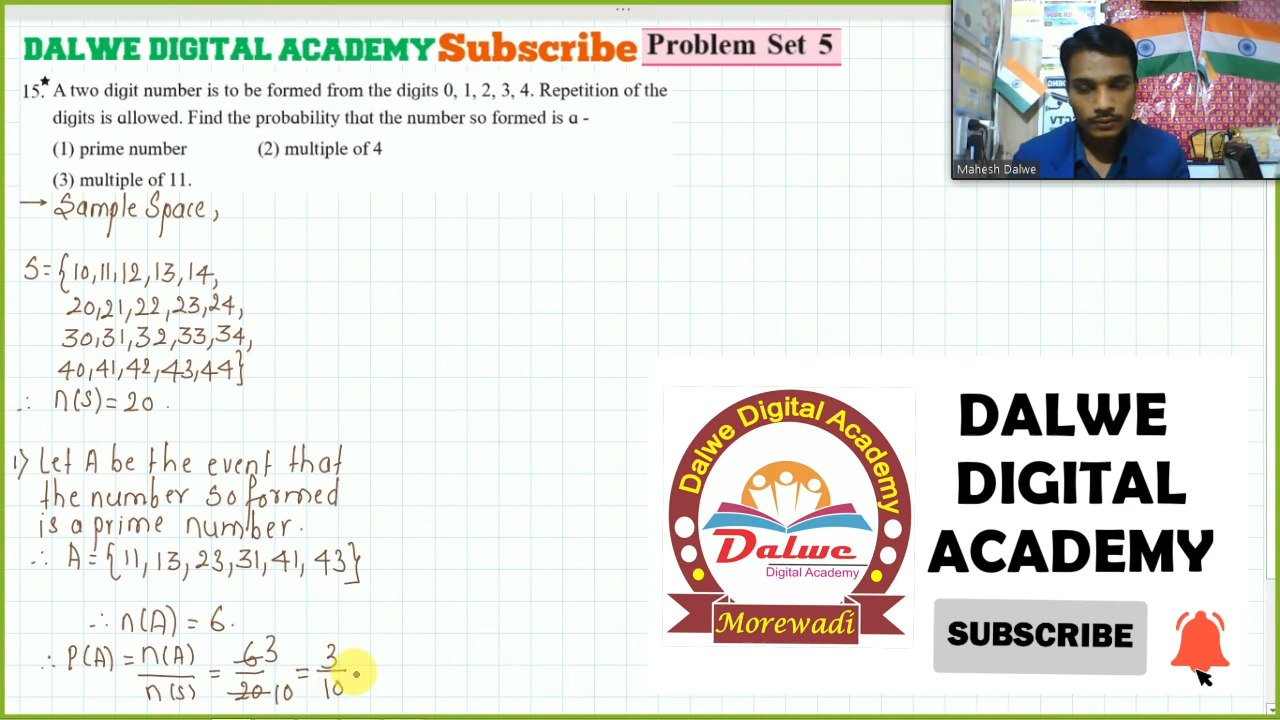 DALWE DIGITAL ACADEMY Subscribe Problem Set 5
15.* A two digit number is to be formed from the digits 0, 1, 2, 3, 4. Repetition of the
digits is allowed. Find the probability that the number so formed is a -
(1) prime number (2) multiple of 4
(3) multiple of 11.
→ Sample Space,
S={10,11,12,13,14,
20,21,22,23,24,
30,31,32,33,34,
40,41,42,43,44}
∴ n(S)=20.
1) Let A be the event that
the number so formed
is a prime number.
∴ A={11,13,23,31,41,43}
∴ n(A) = 6.
∴ P(A) = n(A)/n(S) = 6 3/20 10 = 3/10
Mahesh Dalwe
Dalwe Digital Academy
Dalwe
Digital Academy
Morewadi
DALWE
DIGITAL
ACADEMY
SUBSCRIBE